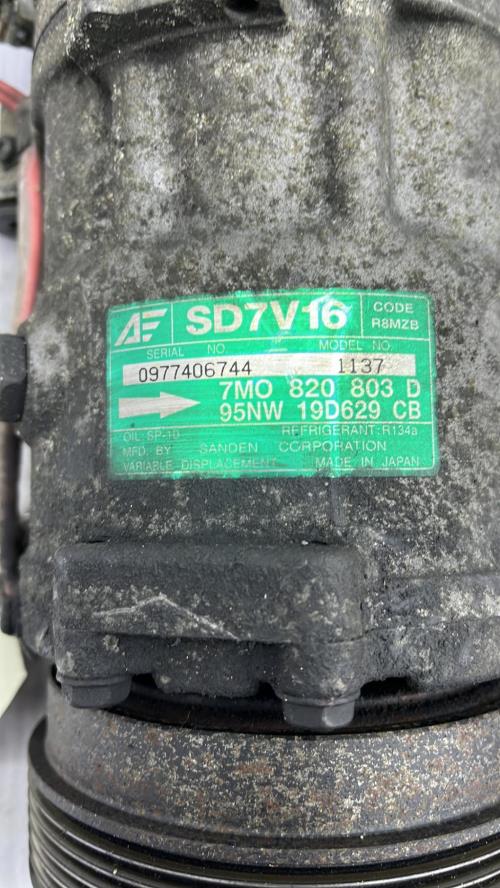 AE SD7V16 CODE
R8MZB
SERIAL NO MODEL NO.
0977406744 1137
7M0 820 803 D
95NW 19D629 CB
OIL SP-10 REFRIGERANT:R134a
MFD. BY SANDEN CORPORATION
VARIABLE DISPLACEMENT MADE IN JAPAN